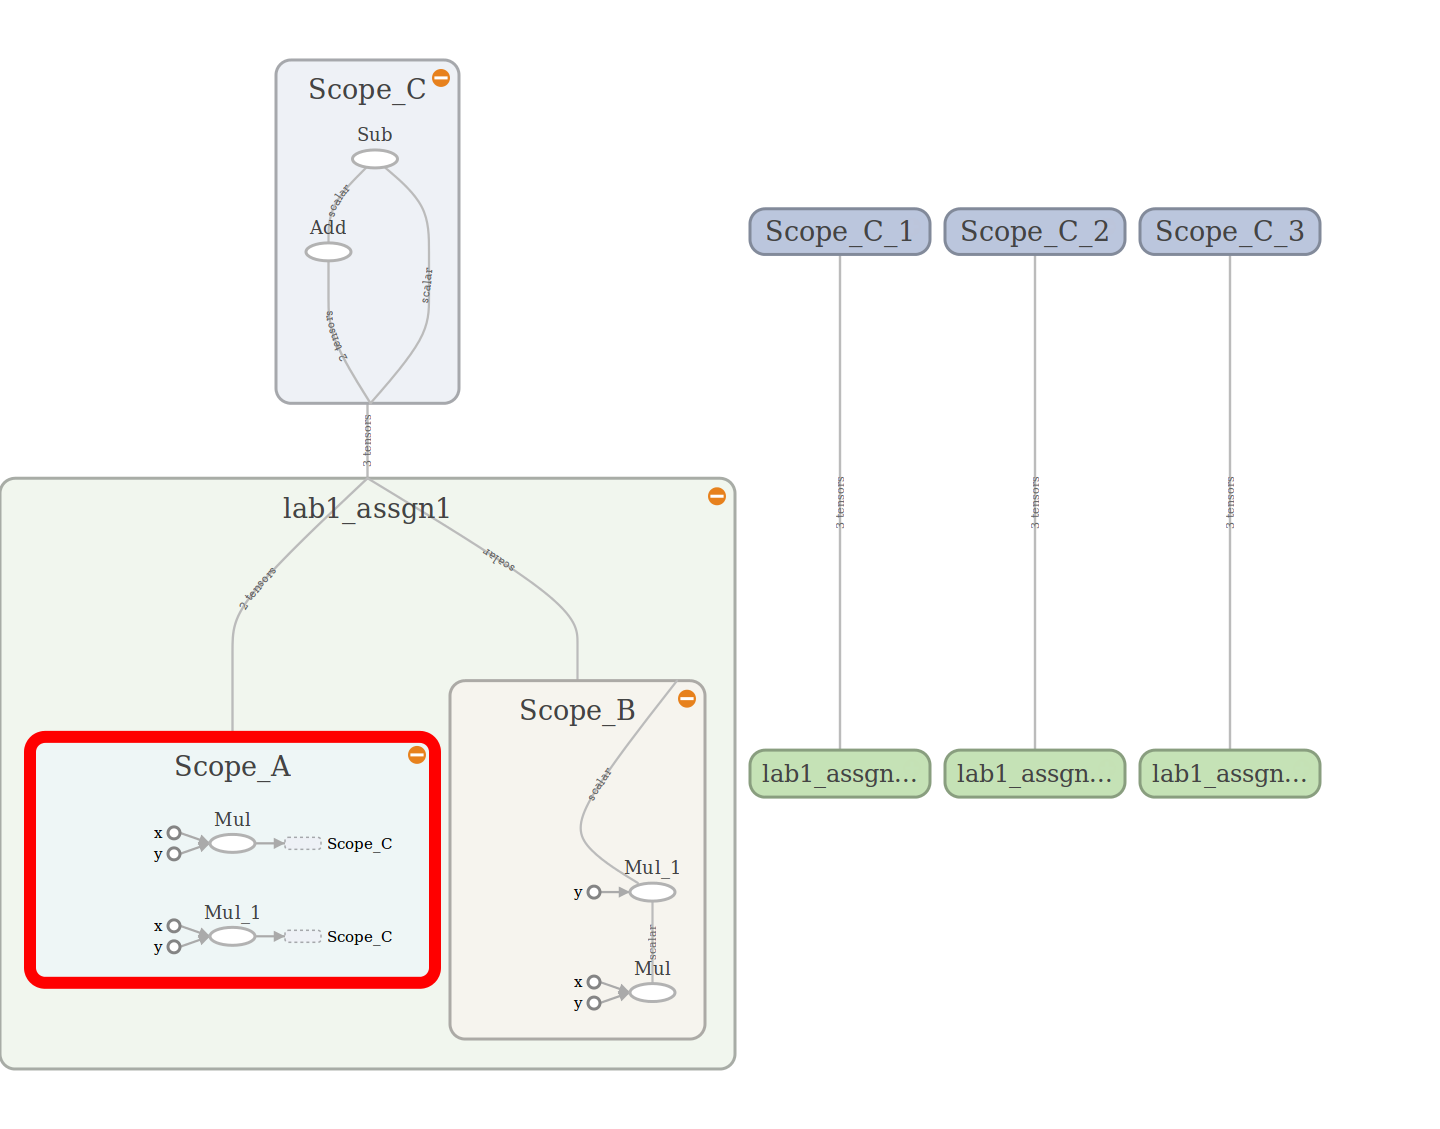 Scope_C
Sub
scalar
Add
scalar
2 tensors
3 tensors
Scope_C_1
Scope_C_2
Scope_C_3
3 tensors
3 tensors
3 tensors
lab1_assgn...
lab1_assgn...
lab1_assgn...
lab1_assgn1
2 tensors
scalar
Scope_A
Mul
x
y
Scope_C
Mul_1
x
y
Scope_C
Scope_B
scalar
Mul_1
y
scalar
Mul
x
y